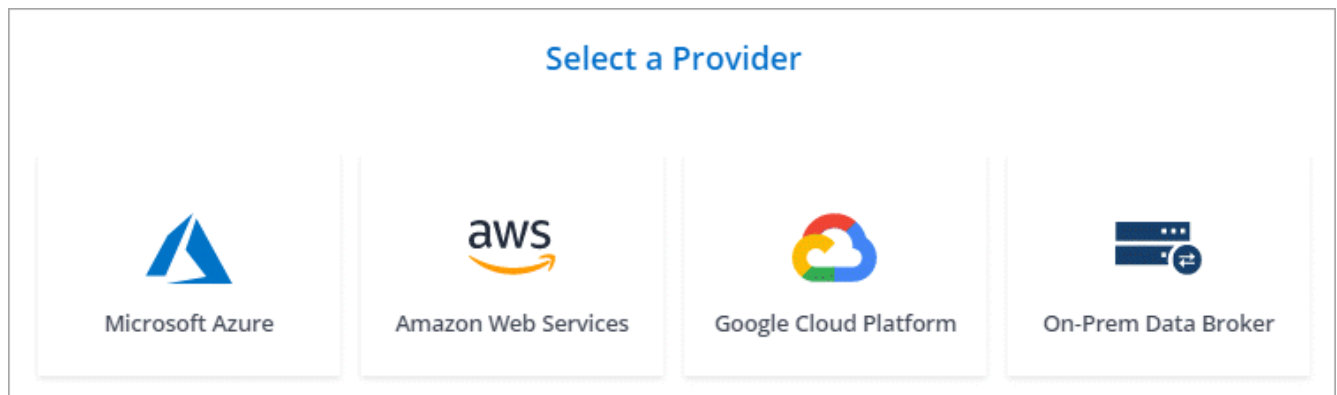 Select a Provider
aws
Microsoft Azure
Amazon Web Services
Google Cloud Platform
On-Prem Data Broker